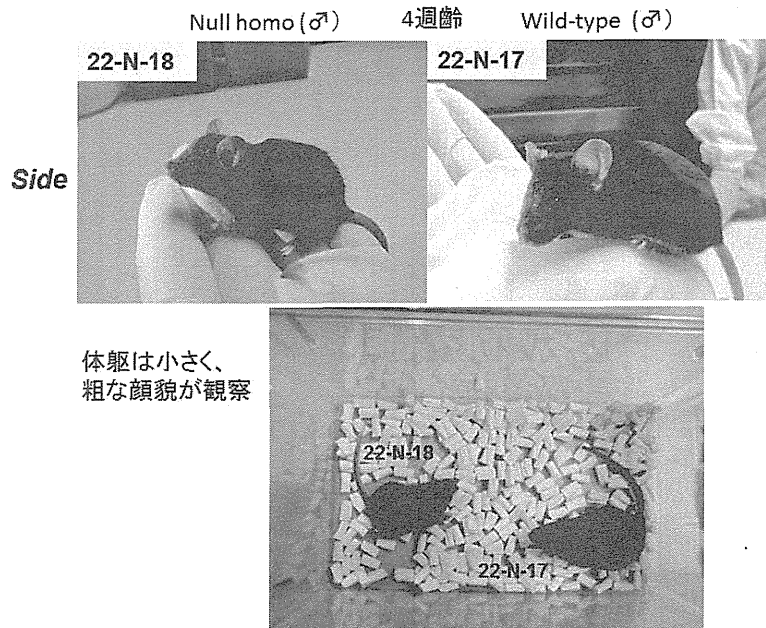 Null homo (♂) 4週齢 Wild-type (♂)
22-N-18 22-N-17
Side
体躯は小さく、
粗な顔貌が観察
22-N-18
22-N-17